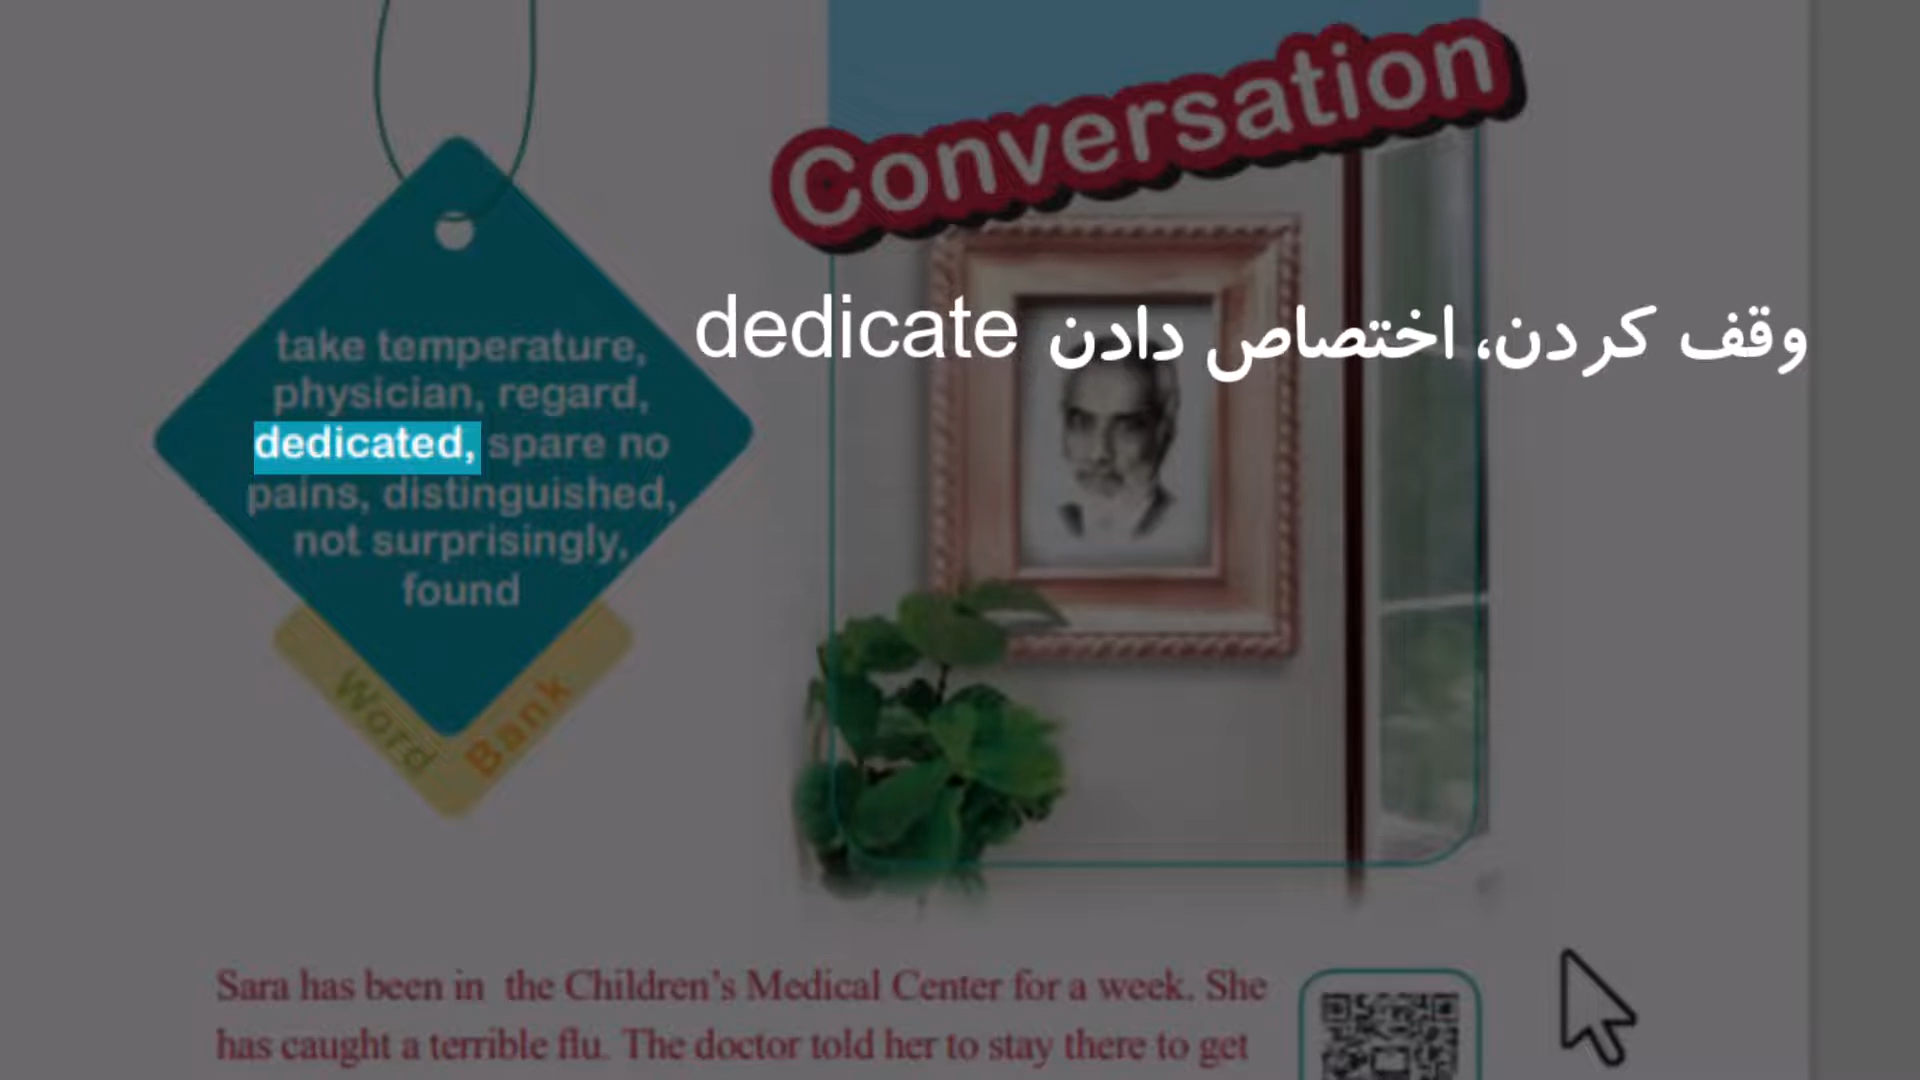 Conversation
take temperature,
physician, regard,
dedicated, spare no
pains, distinguished,
not surprisingly,
found
Word Bank
dedicate وقف کردن، اختصاص دادن
Sara has been in the Children's Medical Center for a week. She
has caught a terrible flu. The doctor told her to stay there to get